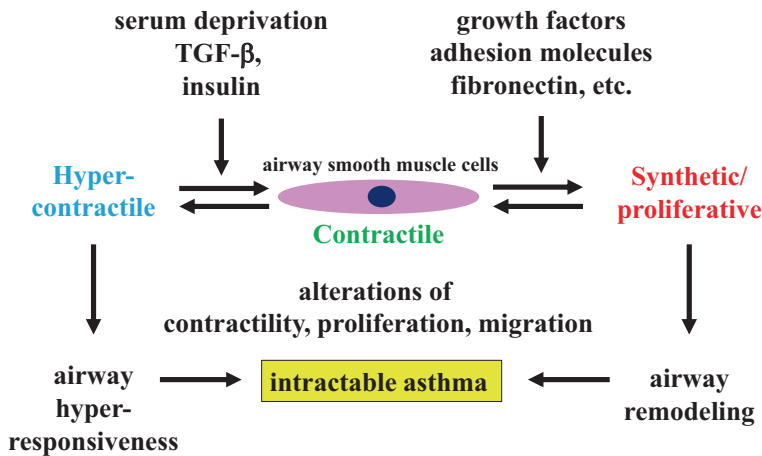 serum deprivation
TGF-β,
insulin
growth factors
adhesion molecules
fibronectin, etc.
airway smooth muscle cells
Hyper-
contractile
Contractile
Synthetic/
proliferative
alterations of
contractility, proliferation, migration
airway
hyper-
responsiveness
intractable asthma
airway
remodeling